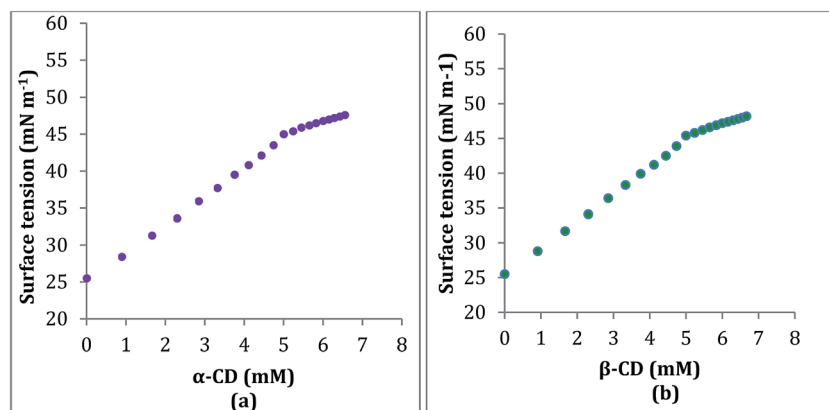 Surface tension (mN m⁻¹)
60
55
50
45
40
35
30
25
20
0 1 2 3 4 5 6 7 8
α-CD (mM)
(a)
Surface tension (mN m-1)
60
55
50
45
40
35
30
25
20
0 1 2 3 4 5 6 7 8
β-CD (mM)
(b)